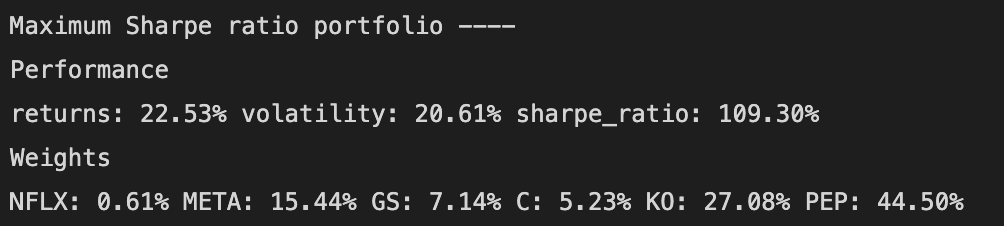 Maximum Sharpe ratio portfolio ----
Performance
returns: 22.53% volatility: 20.61% sharpe_ratio: 109.30%
Weights
NFLX: 0.61% META: 15.44% GS: 7.14% C: 5.23% KO: 27.08% PEP: 44.50%